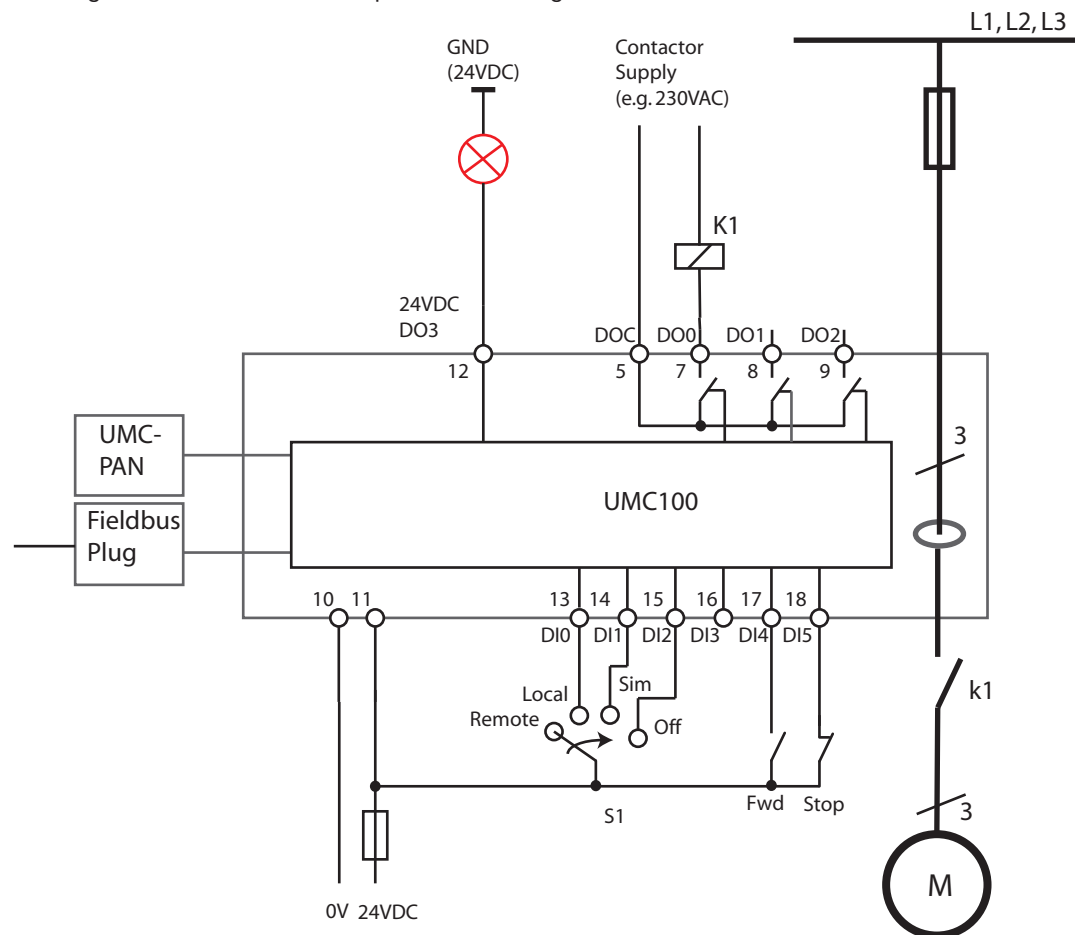 L1, L2, L3
GND
(24VDC)
Contactor
Supply
(e.g. 230VAC)
K1
24VDC
DO3
DOC
DO0
DO1
DO2
12
5
7
8
9
UMC-
PAN
UMC100
3
Fieldbus
Plug
10
11
13
14
15
16
17
18
DI0
DI1
DI2
DI3
DI4
DI5
Local
Sim
Remote
Off
k1
Fwd
Stop
S1
3
M
0V
24VDC